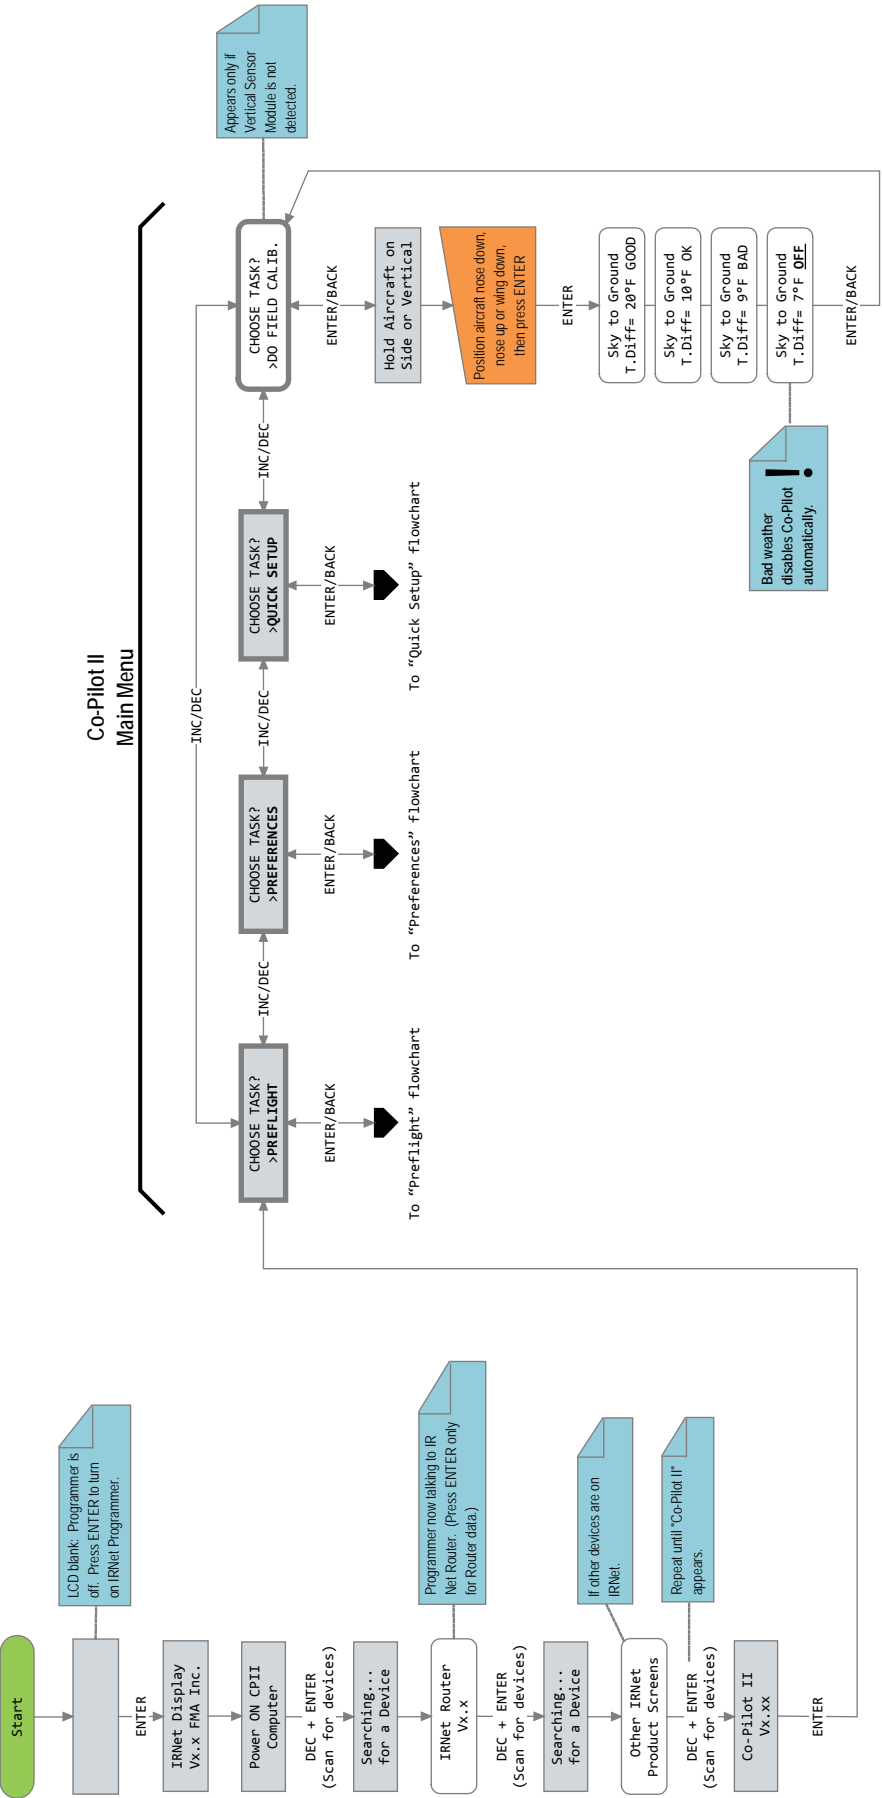 Start
LCD blank: Programmer is
off. Press ENTER to turn
on IRNet Programmer.
ENTER
IRNet Display
Vx.x FMA Inc.
Power ON CPII
Computer
DEC + ENTER
(Scan for devices)
Searching...
for a Device
IRNet Router
Vx.x
Programmer now talking to IR
Net Router. (Press ENTER only
for Router data.)
DEC + ENTER
(Scan for devices)
Searching...
for a Device
Other IRNet
Product Screens
If other devices are on
IRNet.
DEC + ENTER
(Scan for devices)
Repeat until "Co-Pilot II"
appears.
Co-Pilot II
Vx.xx
ENTER
Co-Pilot II
Main Menu
INC/DEC
CHOOSE TASK?
>PREFLIGHT
INC/DEC
CHOOSE TASK?
>PREFERENCES
INC/DEC
CHOOSE TASK?
>QUICK SETUP
INC/DEC
CHOOSE TASK?
>DO FIELD CALIB.
Appears only if
Vertical Sensor
Module is not
detected.
ENTER/BACK
To “Preflight” flowchart
ENTER/BACK
To “Preferences” flowchart
ENTER/BACK
To “Quick Setup” flowchart
ENTER/BACK
Hold Aircraft on
Side or Vertical
Position aircraft nose down,
nose up or wing down,
then press ENTER
ENTER
Sky to Ground
T.Diff= 20°F GOOD
Sky to Ground
T.Diff= 10°F OK
Sky to Ground
T.Diff= 9°F BAD
Sky to Ground
T.Diff= 7°F OFF
Bad weather
disables Co-Pilot
automatically.
!
ENTER/BACK